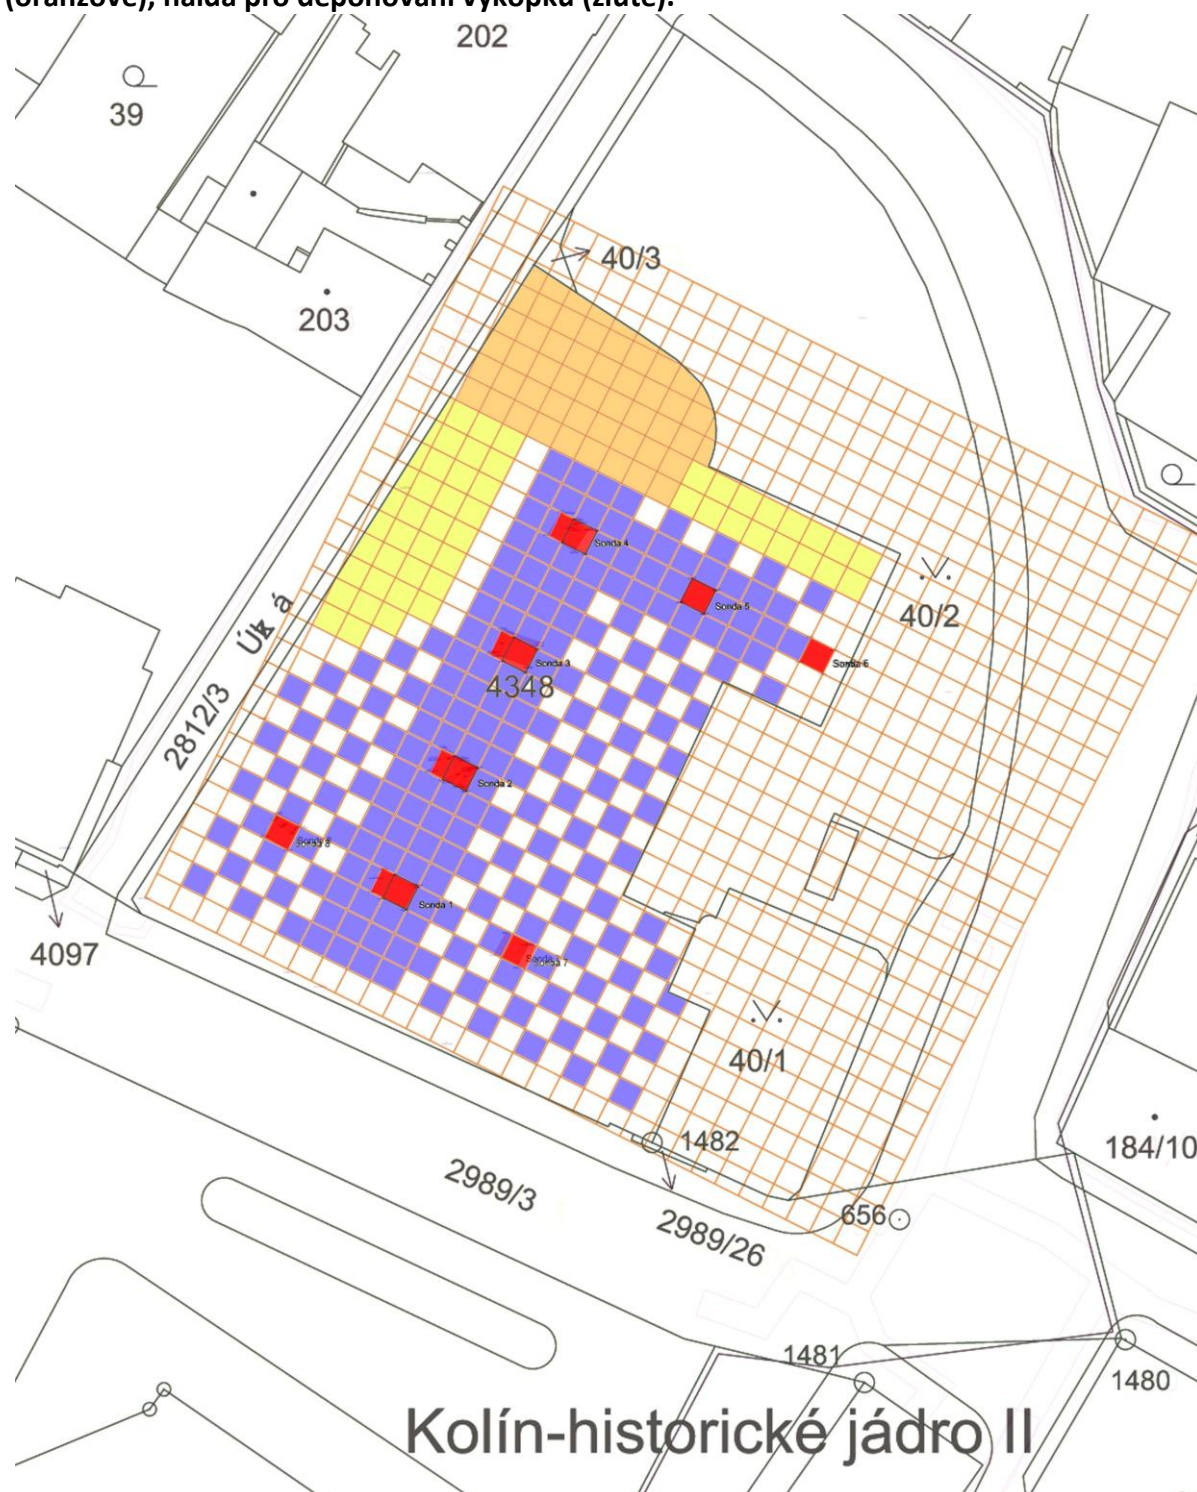 (oranžově), halda pro deponování výkopku (žlutě).
202
39
40/3
203
Sonda 4
Sonda 5
40/2
Sonda 6
Sonda 3
4348
2812/3
Sonda 2
Sonda 8
Sonda 1
4097
Sonda 7
40/1
1482
184/10
2989/3
656
2989/26
1481
1480
Kolín-historické jádro II